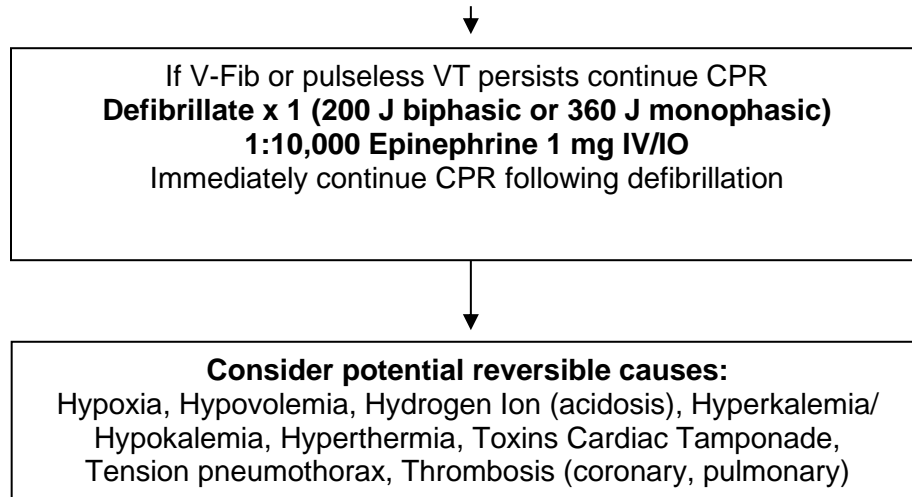 If V-Fib or pulseless VT persists continue CPR
Defibrillate x 1 (200 J biphasic or 360 J monophasic)
1:10,000 Epinephrine 1 mg IV/IO
Immediately continue CPR following defibrillation
Consider potential reversible causes:
Hypoxia, Hypovolemia, Hydrogen Ion (acidosis), Hyperkalemia/
Hypokalemia, Hyperthermia, Toxins Cardiac Tamponade,
Tension pneumothorax, Thrombosis (coronary, pulmonary)